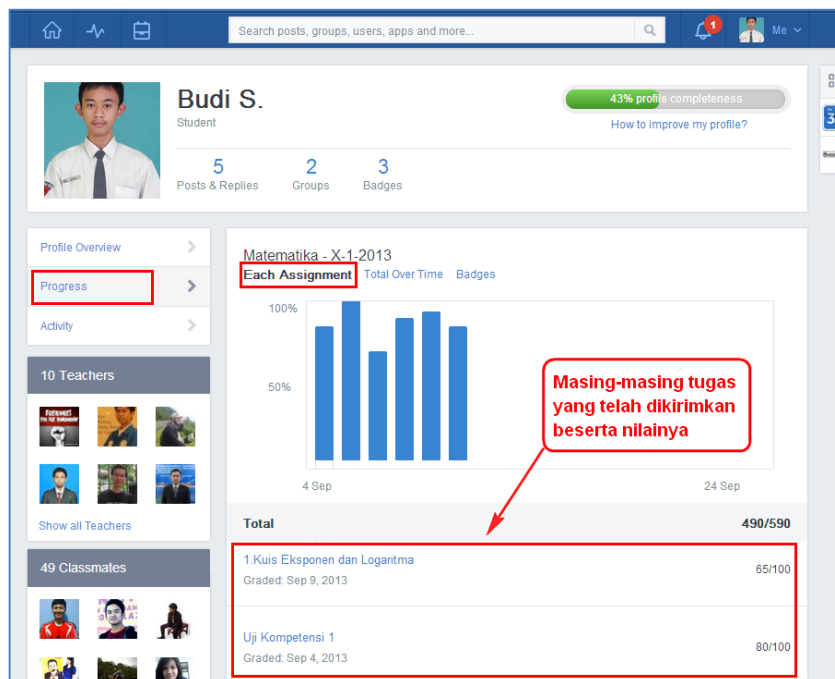 Search posts, groups, users, apps and more...
1
Me
Budi S.
Student
43% profile completeness
How to improve my profile?
5
2
3
Posts & Replies
Groups
Badges
Profile Overview
Progress
Activity
10 Teachers
Show all Teachers
49 Classmates
Matematika - X-1-2013
Each Assignment
Total Over Time
Badges
100%
50%
4 Sep
24 Sep
Masing-masing tugas
yang telah dikirimkan
beserta nilainya
Total
490/590
1.Kuis Eksponen dan Logaritma
65/100
Graded: Sep 9, 2013
Uji Kompetensi 1
80/100
Graded: Sep 4, 2013